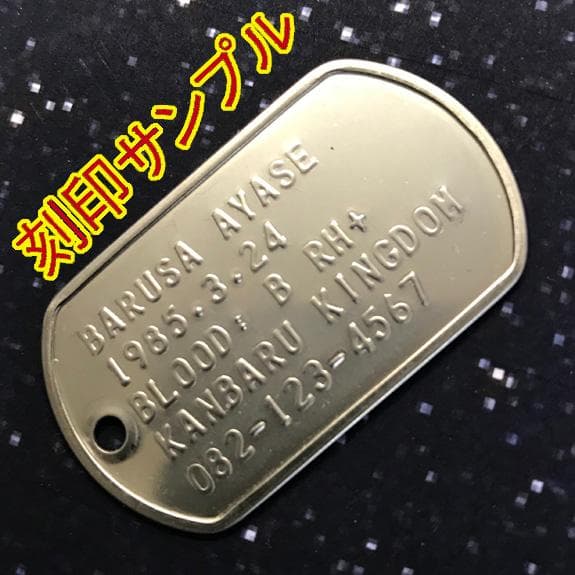 刻印サンプル
BARUSA AYASE
1985.3.24
BLOOD: B RH+
KANBARU KINGDOM
082-123-4567